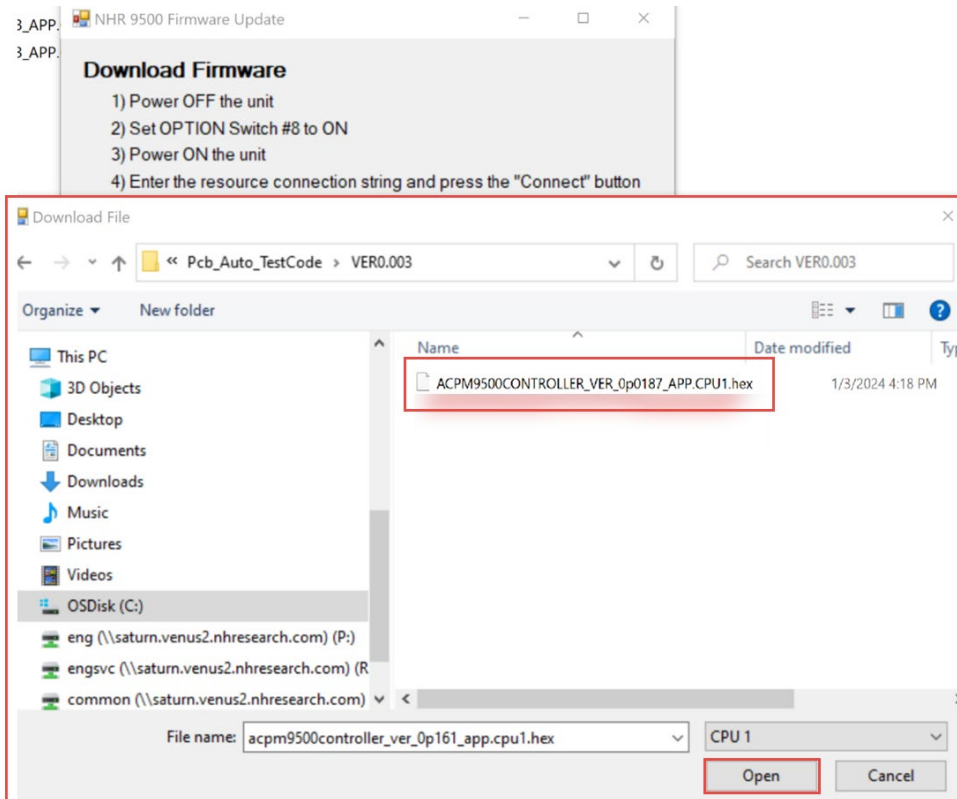 3_APP.
3_APP.
NHR 9500 Firmware Update
Download Firmware
1) Power OFF the unit
2) Set OPTION Switch #8 to ON
3) Power ON the unit
4) Enter the resource connection string and press the "Connect" button
Download File
« Pcb_Auto_TestCode › VER0.003
Search VER0.003
Organize
New folder
?
Name
Date modified
Typ
This PC
3D Objects
Desktop
Documents
Downloads
Music
Pictures
Videos
OSDisk (C:)
eng (\\saturn.venus2.nhresearch.com) (P:)
engsvc (\\saturn.venus2.nhresearch.com) (R
common (\\saturn.venus2.nhresearch.com)
ACPM9500CONTROLLER_VER_0p0187_APP.CPU1.hex
1/3/2024 4:18 PM
File name:
acpm9500controller_ver_0p161_app.cpu1.hex
CPU 1
Open
Cancel